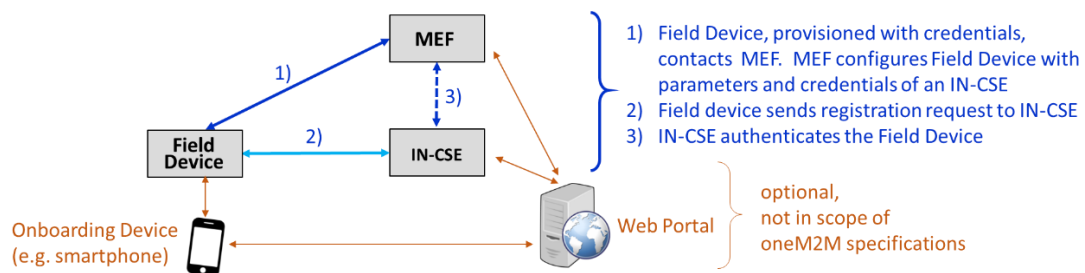 MEF
1)
3)
Field
Device
2)
IN-CSE
Onboarding Device
(e.g. smartphone)
Web Portal
1) Field Device, provisioned with credentials,
contacts MEF. MEF configures Field Device with
parameters and credentials of an IN-CSE
2) Field device sends registration request to IN-CSE
3) IN-CSE authenticates the Field Device
optional,
not in scope of
oneM2M specifications